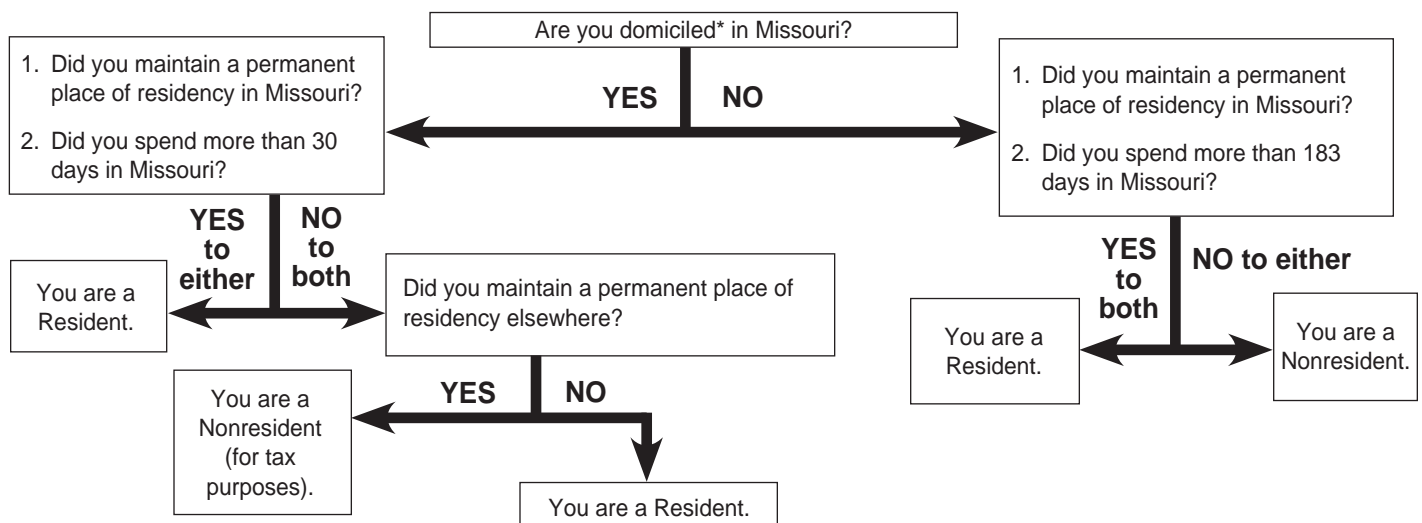 Are you domiciled* in Missouri?
1. Did you maintain a permanent
place of residency in Missouri?
2. Did you spend more than 30
days in Missouri?
YES
NO
1. Did you maintain a permanent
place of residency in Missouri?
2. Did you spend more than 183
days in Missouri?
YES
to
either
NO
to
both
You are a
Resident.
Did you maintain a permanent place of
residency elsewhere?
YES
to
both
NO to either
You are a
Resident.
You are a
Nonresident.
YES
NO
You are a
Nonresident
(for tax
purposes).
You are a Resident.